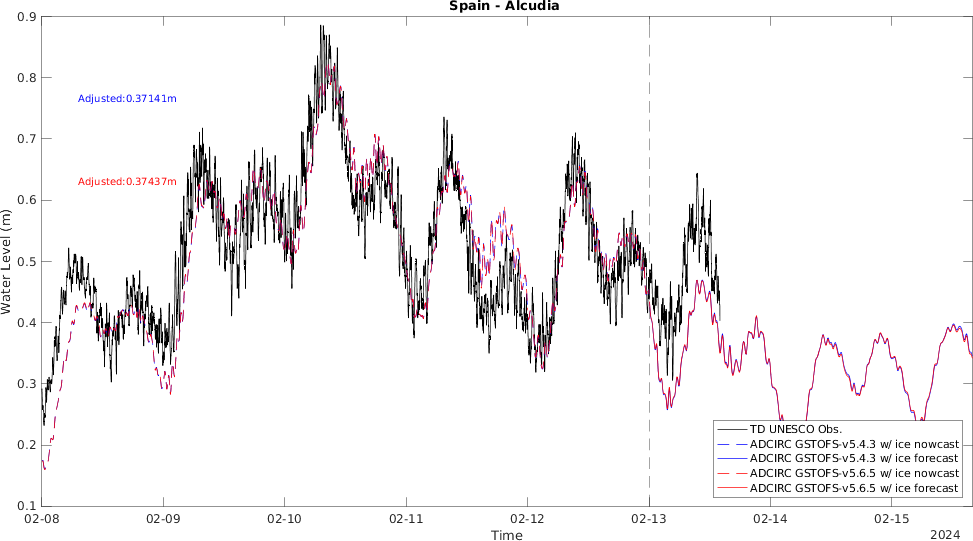 Spain - Alcudia
0.9
0.8
0.7
0.6
0.5
0.4
0.3
0.2
0.1
Water Level (m)
Adjusted:0.37141m
Adjusted:0.37437m
TD UNESCO Obs.
ADCIRC GSTOFS-v5.4.3 w/ ice nowcast
ADCIRC GSTOFS-v5.4.3 w/ ice forecast
ADCIRC GSTOFS-v5.6.5 w/ ice nowcast
ADCIRC GSTOFS-v5.6.5 w/ ice forecast
02-08 02-09 02-10 02-11 02-12 02-13 02-14 02-15
Time
2024